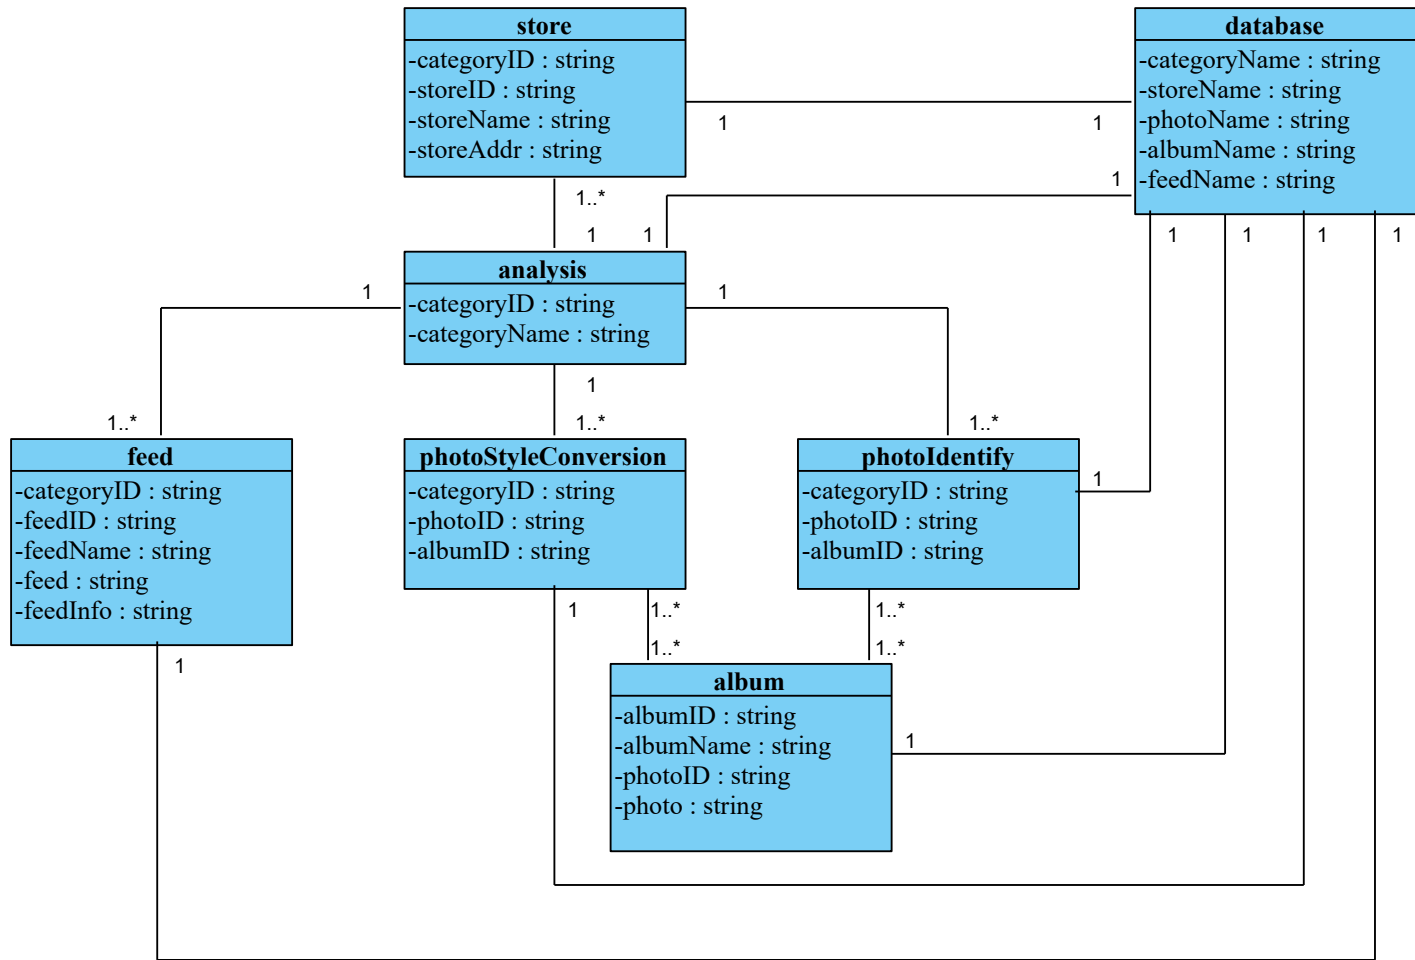 store
-categoryID : string
-storeID : string
-storeName : string
-storeAddr : string
database
-categoryName : string
-storeName : string
-photoName : string
-albumName : string
-feedName : string
1
1
1..*
1
1
1
1
1
1
1
analysis
-categoryID : string
-categoryName : string
1
1
1
1..*
1..*
1..*
feed
-categoryID : string
-feedID : string
-feedName : string
-feed : string
-feedInfo : string
photoStyleConversion
-categoryID : string
-photoID : string
-albumID : string
photoIdentify
-categoryID : string
-photoID : string
-albumID : string
1
1
1
1..*
1..*
1..*
1..*
album
-albumID : string
-albumName : string
-photoID : string
-photo : string
1